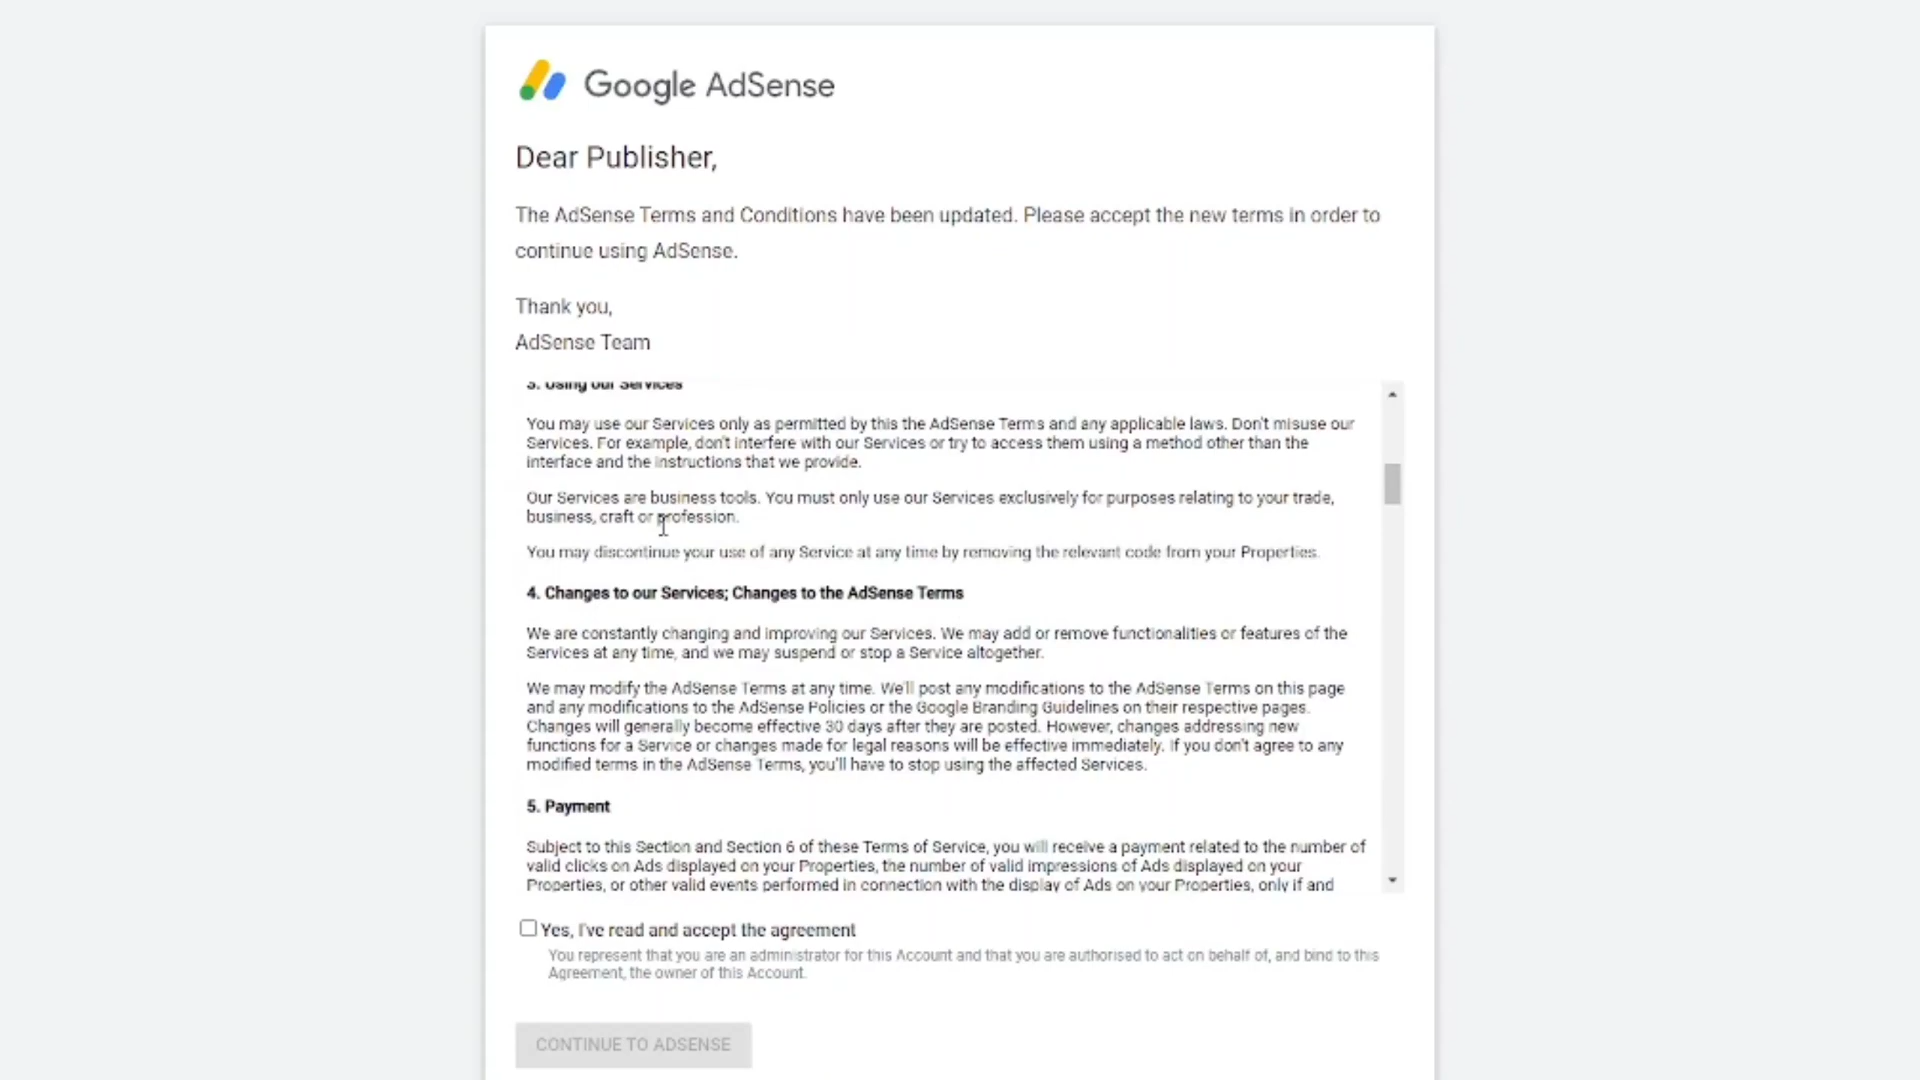 Google AdSense
Dear Publisher,
The AdSense Terms and Conditions have been updated. Please accept the new terms in order to
continue using AdSense.
Thank you,
AdSense Team
3. Using our Services
You may use our Services only as permitted by this the AdSense Terms and any applicable laws. Don't misuse our
Services. For example, don't interfere with our Services or try to access them using a method other than the
interface and the instructions that we provide.
Our Services are business tools. You must only use our Services exclusively for purposes relating to your trade,
business, craft or profession.
You may discontinue your use of any Service at any time by removing the relevant code from your Properties.
4. Changes to our Services; Changes to the AdSense Terms
We are constantly changing and improving our Services. We may add or remove functionalities or features of the
Services at any time, and we may suspend or stop a Service altogether.
We may modify the AdSense Terms at any time. We'll post any modifications to the AdSense Terms on this page
and any modifications to the AdSense Policies or the Google Branding Guidelines on their respective pages.
Changes will generally become effective 30 days after they are posted. However, changes addressing new
functions for a Service or changes made for legal reasons will be effective immediately. If you don't agree to any
modified terms in the AdSense Terms, you'll have to stop using the affected Services.
5. Payment
Subject to this Section and Section 6 of these Terms of Service, you will receive a payment related to the number of
valid clicks on Ads displayed on your Properties, the number of valid impressions of Ads displayed on your
Properties, or other valid events performed in connection with the display of Ads on your Properties, only if and
Yes, I've read and accept the agreement
You represent that you are an administrator for this Account and that you are authorised to act on behalf of, and bind to this
Agreement, the owner of this Account.
CONTINUE TO ADSENSE